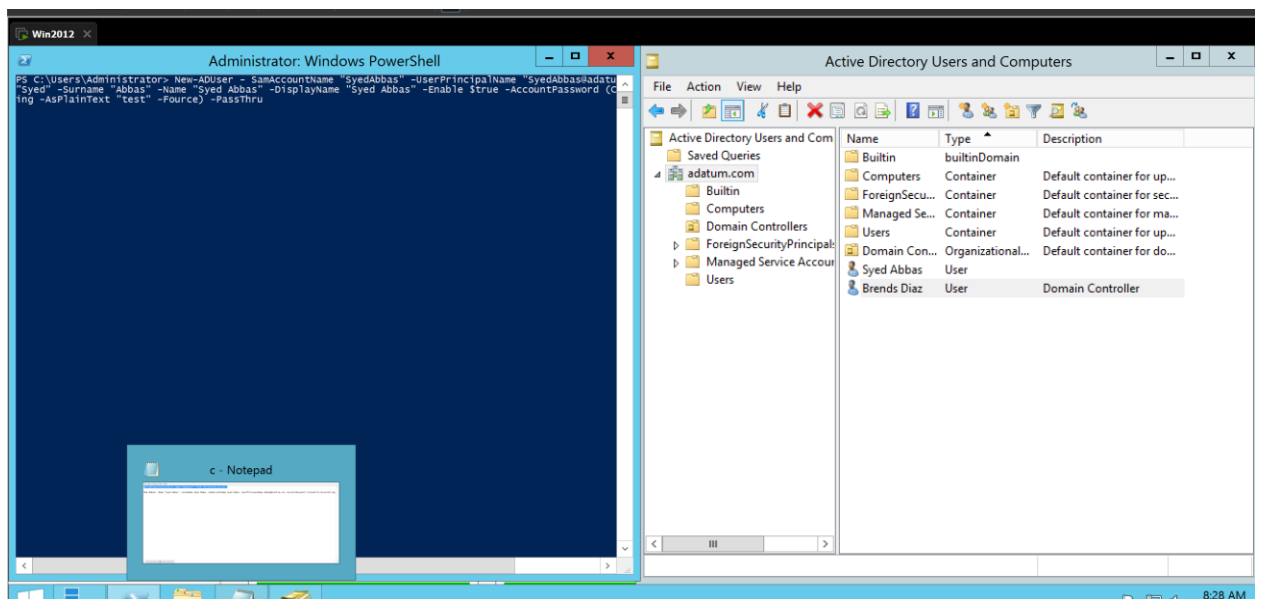 Win2012
Administrator: Windows PowerShell
PS C:\Users\Administrator> New-ADUser - SamAccountName "SyedAbbas" -UserPrincipalName "SyedAbbas@adatu
"Syed" -Surname "Abbas" -Name "Syed Abbas" -DisplayName "Syed Abbas" -Enable $true -AccountPassword (C
ing -AsPlainText "test" -Fource) -PassThru
c - Notepad
Active Directory Users and Computers
File Action View Help
Active Directory Users and Com
Saved Queries
adatum.com
Builtin
Computers
Domain Controllers
ForeignSecurityPrincipals
Managed Service Accour
Users
Name Type Description
Builtin builtinDomain
Computers Container Default container for up...
ForeignSecu... Container Default container for sec...
Managed Se... Container Default container for ma...
Users Container Default container for up...
Domain Con... Organizational... Default container for do...
Syed Abbas User
Brends Diaz User Domain Controller
8:28 AM